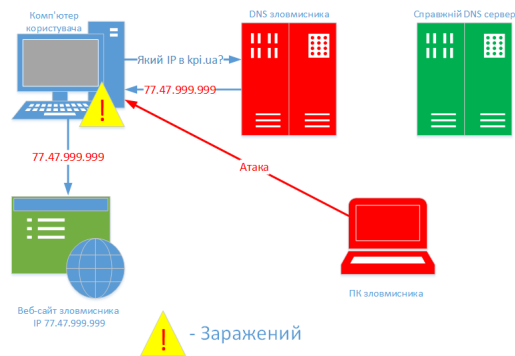 Комп'ютер
користувача
DNS зловмисника
Справжній DNS сервер
Який IP в kpi.ua?
77.47.999.999
77.47.999.999
Атака
Веб-сайт зловмисника
IP 77.47.999.999
ПК зловмисника
! - Заражений
!